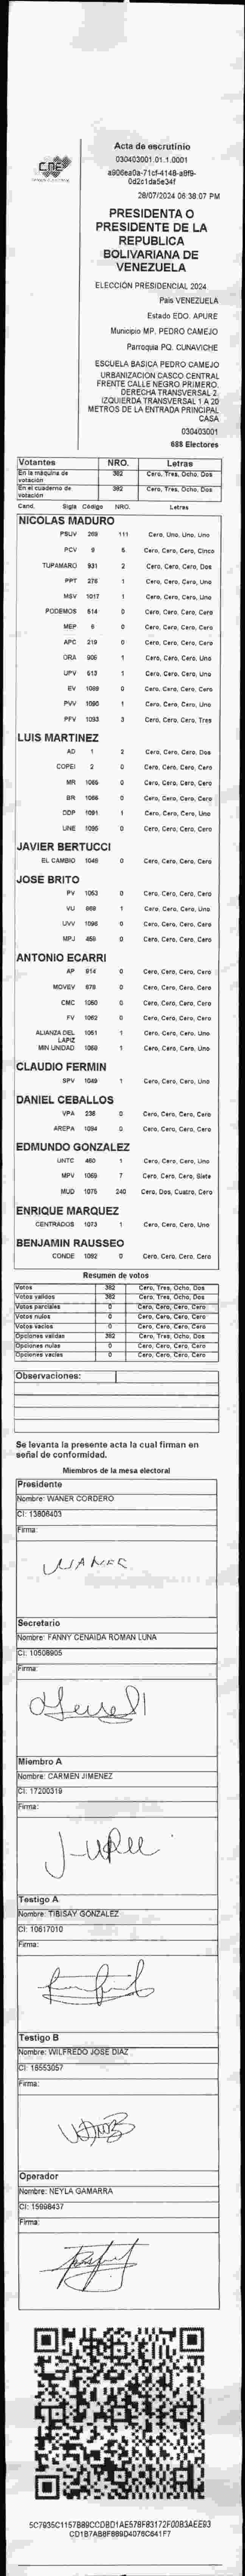 Acta de escrutinio
030403001.01.1.0001
28/07/2024 06:38:07 PM
CNE
PRESIDENTA O
PRESIDENTE DE LA
REPUBLICA
BOLIVARIANA DE
VENEZUELA
ELECCIÓN PRESIDENCIAL 2024
País VENEZUELA
Estado EDO. APURE
Municipio MP. PEDRO CAMEJO
Parroquia PQ. CUNAVICHE
ESCUELA BASICA PEDRO CAMEJO
URBANIZACIÓN CASCO CENTRAL
FRENTE CALLE NEGRO PRIMERO.
DERECHA TRANSVERSAL 2.
IZQUIERDA TRANSVERSAL 1 A 20
METROS DE LA ENTRADA PRINCIPAL
CASA
030403001
688 Electores
Votantes NRO. Letras
En la máquina de votación 382 Cero, Tres, Ocho, Dos
En el cuaderno de votación 382 Cero, Tres, Ocho, Dos
Cand. Sigla Código NRO. Letras
NICOLAS MADURO
PSUV 269 111 Cero, Uno, Uno, Uno
PCV 5 Cero, Cero, Cero, Cinco
TUPAMARO 931 2 Cero, Cero, Cero, Dos
PPT 276 1 Cero, Cero, Cero, Uno
MSV 1017 1 Cero, Cero, Cero, Uno
PODEMOS 514 0 Cero, Cero, Cero, Cero
MEP 6 0 Cero, Cero, Cero, Cero
APC 219 0 Cero, Cero, Cero, Cero
ORA 906 1 Cero, Cero, Cero, Uno
UPV 613 1 Cero, Cero, Cero, Uno
EV 1088 0 Cero, Cero, Cero, Cero
PVV 1090 1 Cero, Cero, Cero, Uno
PFV 1093 3 Cero, Cero, Cero, Tres
LUIS MARTINEZ
AD 1 2 Cero, Cero, Cero, Dos
COPEI 2 0 Cero, Cero, Cero, Cero
MR 1065 0 Cero, Cero, Cero, Cero
BR 1066 0 Cero, Cero, Cero, Cero
DDP 1091 1 Cero, Cero, Cero, Uno
UNE 1095 0 Cero, Cero, Cero, Cero
JAVIER BERTUCCI
EL CAMBIO 1048 0 Cero, Cero, Cero, Cero
JOSE BRITO
PV 1053 0 Cero, Cero, Cero, Cero
VU 869 1 Cero, Cero, Cero, Uno
UVV 1096 0 Cero, Cero, Cero, Cero
MPJ 459 0 Cero, Cero, Cero, Cero
ANTONIO ECARRI
AP 914 0 Cero, Cero, Cero, Cero
MOVEV 879 0 Cero, Cero, Cero, Cero
CMC 1050 0 Cero, Cero, Cero, Cero
FV 1062 0 Cero, Cero, Cero, Cero
ALIANZA DEL LAPIZ 1051 1 Cero, Cero, Cero, Uno
MIN UNIDAD 1058 1 Cero, Cero, Cero, Uno
CLAUDIO FERMIN
SPV 1049 1 Cero, Cero, Cero, Uno
DANIEL CEBALLOS
VPA 238 0 Cero, Cero, Cero, Cero
AREPA 1094 0 Cero, Cero, Cero, Cero
EDMUNDO GONZALEZ
UNTC 460 1 Cero, Cero, Cero, Uno
MPV 1069 7 Cero, Cero, Cero, Siete
MUD 1075 240 Cero, Dos, Cuatro, Cero
ENRIQUE MARQUEZ
CENTRADOS 1073 1 Cero, Cero, Cero, Uno
BENJAMIN RAUSSEO
CONDE 1092 0 Cero, Cero, Cero, Cero
Resumen de votos
Votos 382 Cero, Tres, Ocho, Dos
Votos validos 382 Cero, Tres, Ocho, Dos
Votos parciales 0 Cero, Cero, Cero, Cero
Votos nulos 0 Cero, Cero, Cero, Cero
Votos vacios 0 Cero, Cero, Cero, Cero
Opciones validas 382 Cero, Tres, Ocho, Dos
Opciones nulas 0 Cero, Cero, Cero, Cero
Opciones vacies 0 Cero, Cero, Cero, Cero
Observaciones:
Se levanta la presente acta la cual firman en
señal de conformidad.
Miembros de la mesa electoral
Presidente
Nombre: WANER CORDERO
CI: 13806403
Firma:
WANER
Secretario
Nombre: FANNY CENAIDA ROMAN LUNA
CI: 10508905
Firma:
Miembro A
Nombre: CARMEN JIMENEZ
CI: 17200319
Firma:
Testigo A
Nombre: TIBISAY GONZALEZ
CI: 10617010
Firma:
Testigo B
Nombre: WILFREDO JOSE DIAZ
CI: 18553057
Firma:
Operador
Nombre: NEYLA GAMARRA
CI: 15998437
Firma: